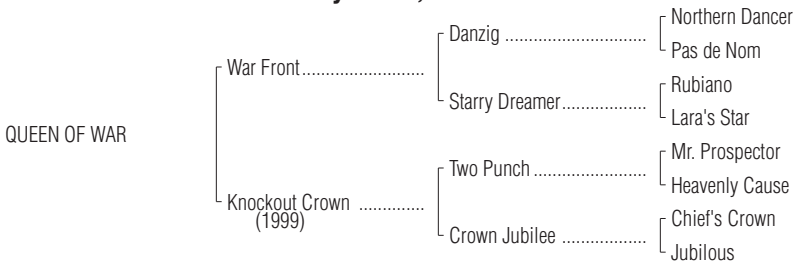 Northern Dancer
Danzig ..............................
Pas de Nom
War Front..........................
Rubiano
Starry Dreamer..................
Lara's Star
QUEEN OF WAR
Mr. Prospector
Two Punch ........................
Heavenly Cause
Knockout Crown ..............
(1999)
Chief's Crown
Crown Jubilee ..................
Jubilous